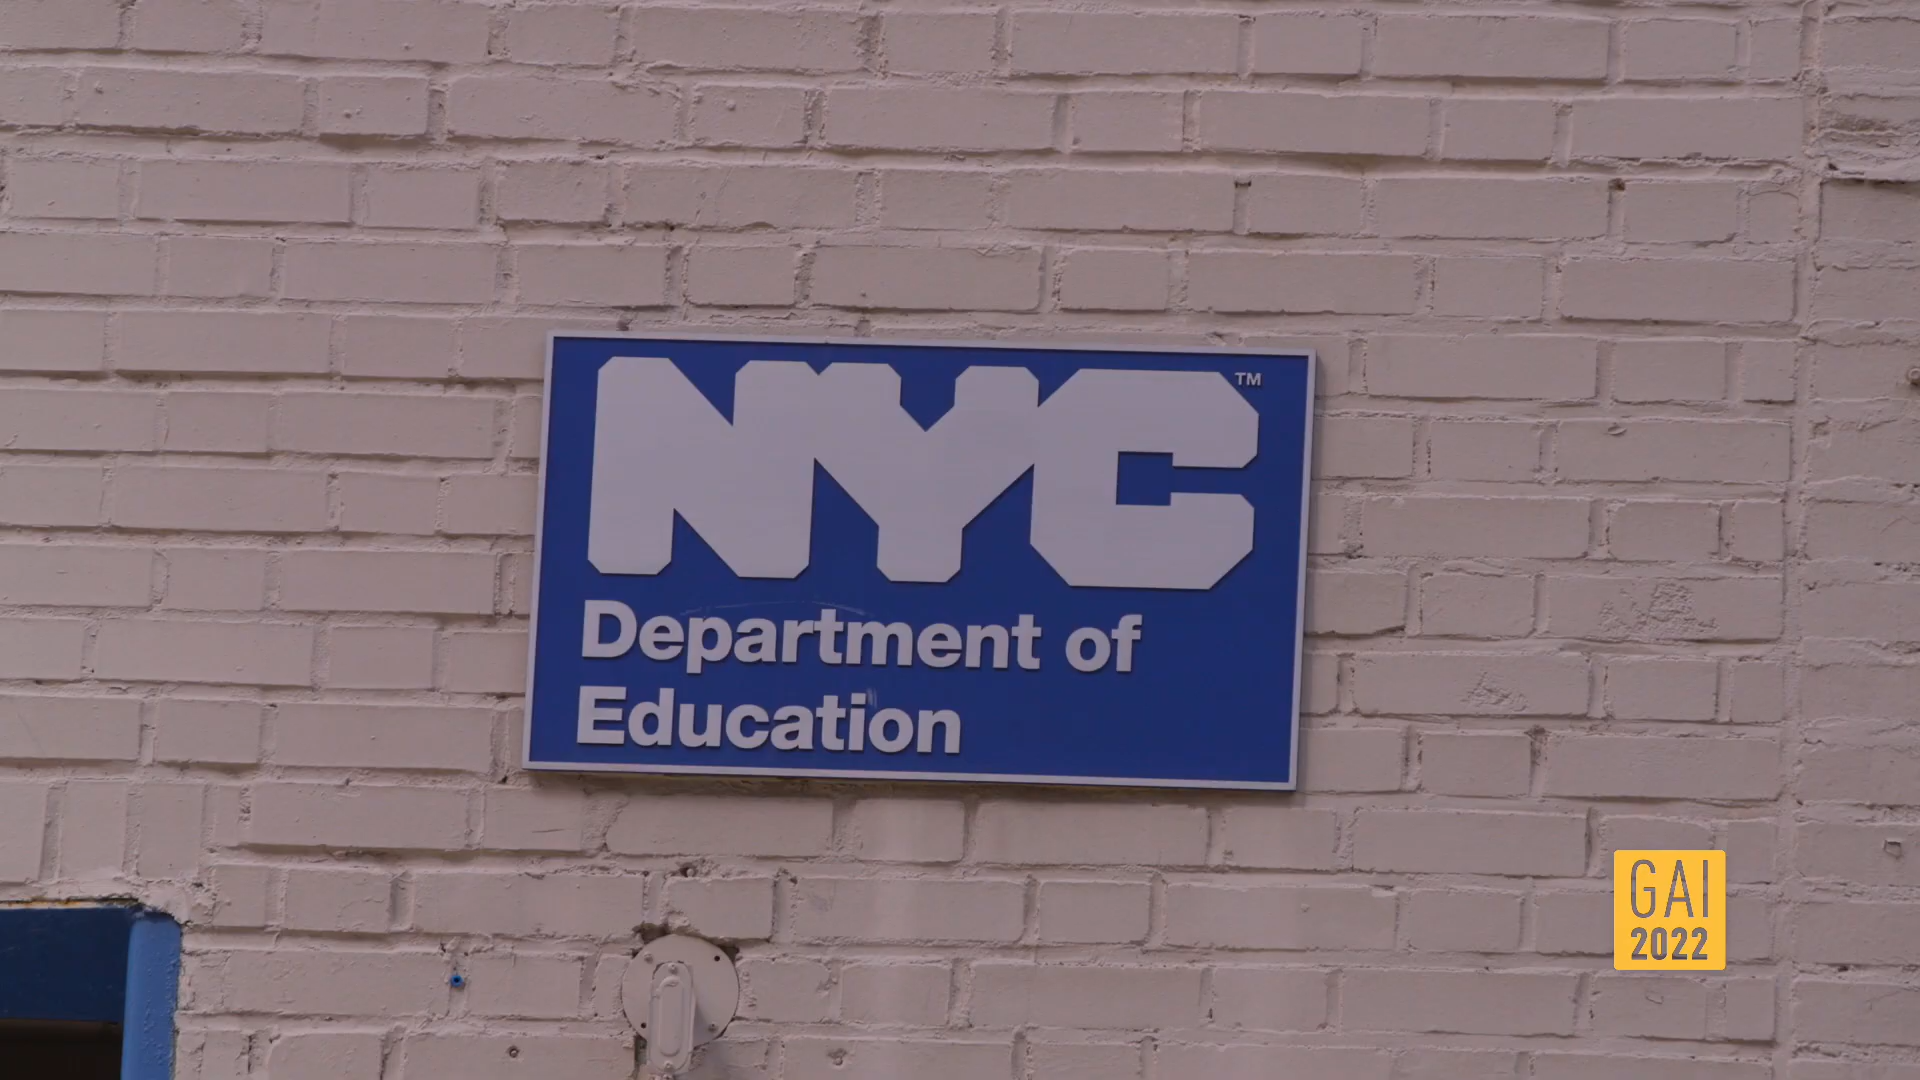 NYC™
Department of
Education
GAI
2022